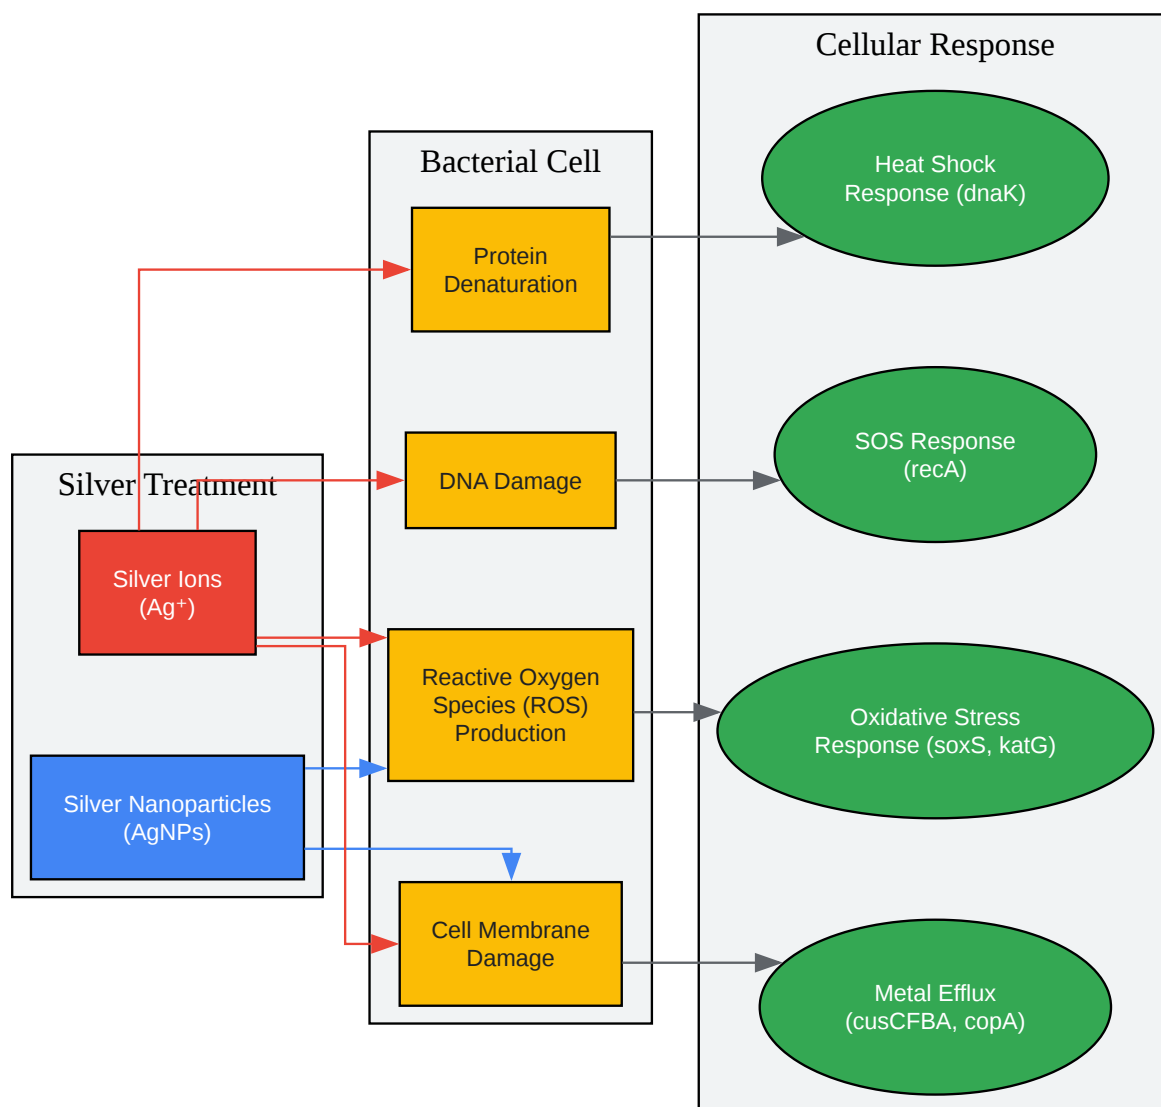 Cellular Response
Heat Shock
Response (dnaK)
Bacterial Cell
Protein
Denaturation
SOS Response
(recA)
DNA Damage
Silver Treatment
Silver Ions
(Ag⁺)
Reactive Oxygen
Species (ROS)
Production
Oxidative Stress
Response (soxS, katG)
Silver Nanoparticles
(AgNPs)
Cell Membrane
Damage
Metal Efflux
(cusCFBA, copA)